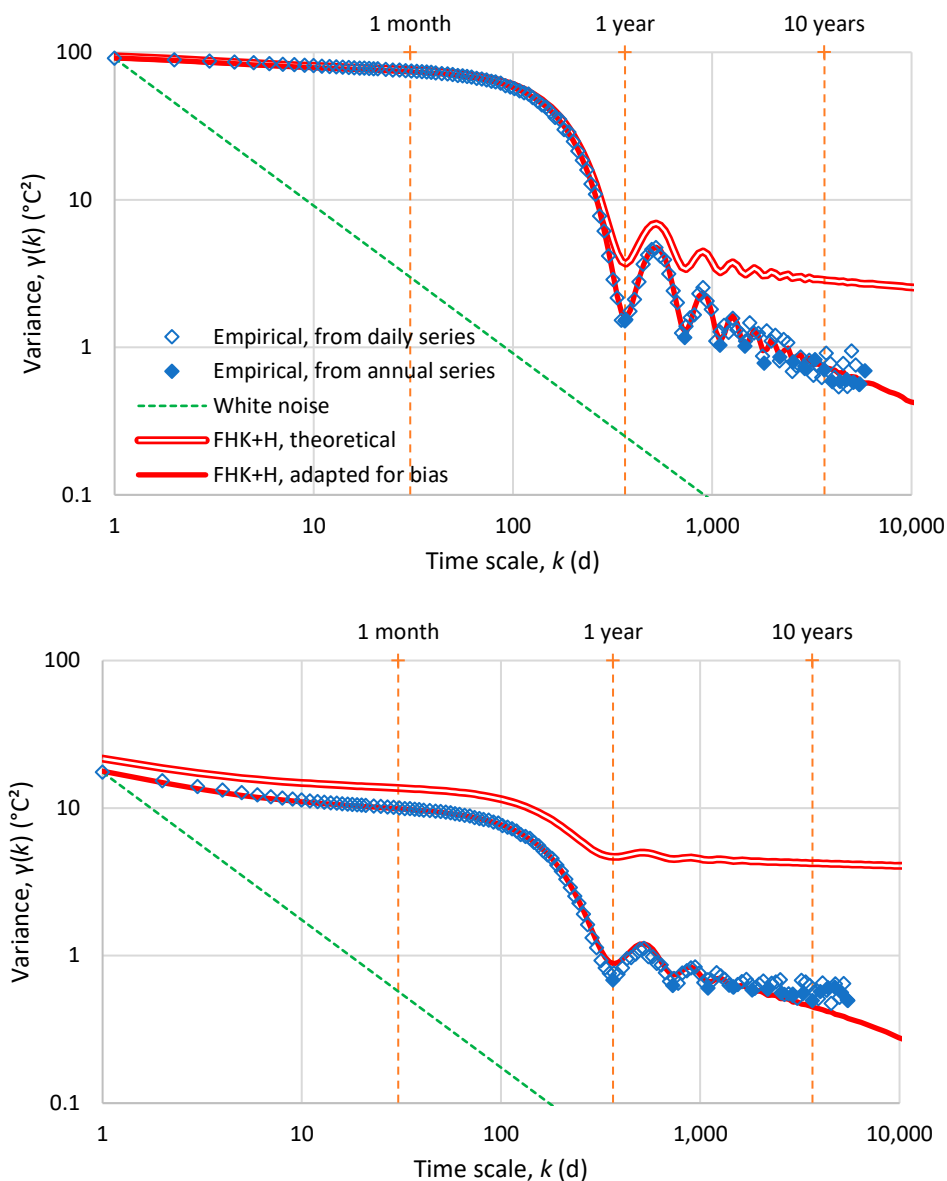 1 month
1 year
10 years
100
10
1
0.1
Variance, γ(k) (°C²)
Empirical, from daily series
Empirical, from annual series
White noise
FHK+H, theoretical
FHK+H, adapted for bias
1
10
100
1,000
10,000
Time scale, k (d)
1 month
1 year
10 years
100
10
1
0.1
Variance, γ(k) (°C²)
1
10
100
1,000
10,000
Time scale, k (d)